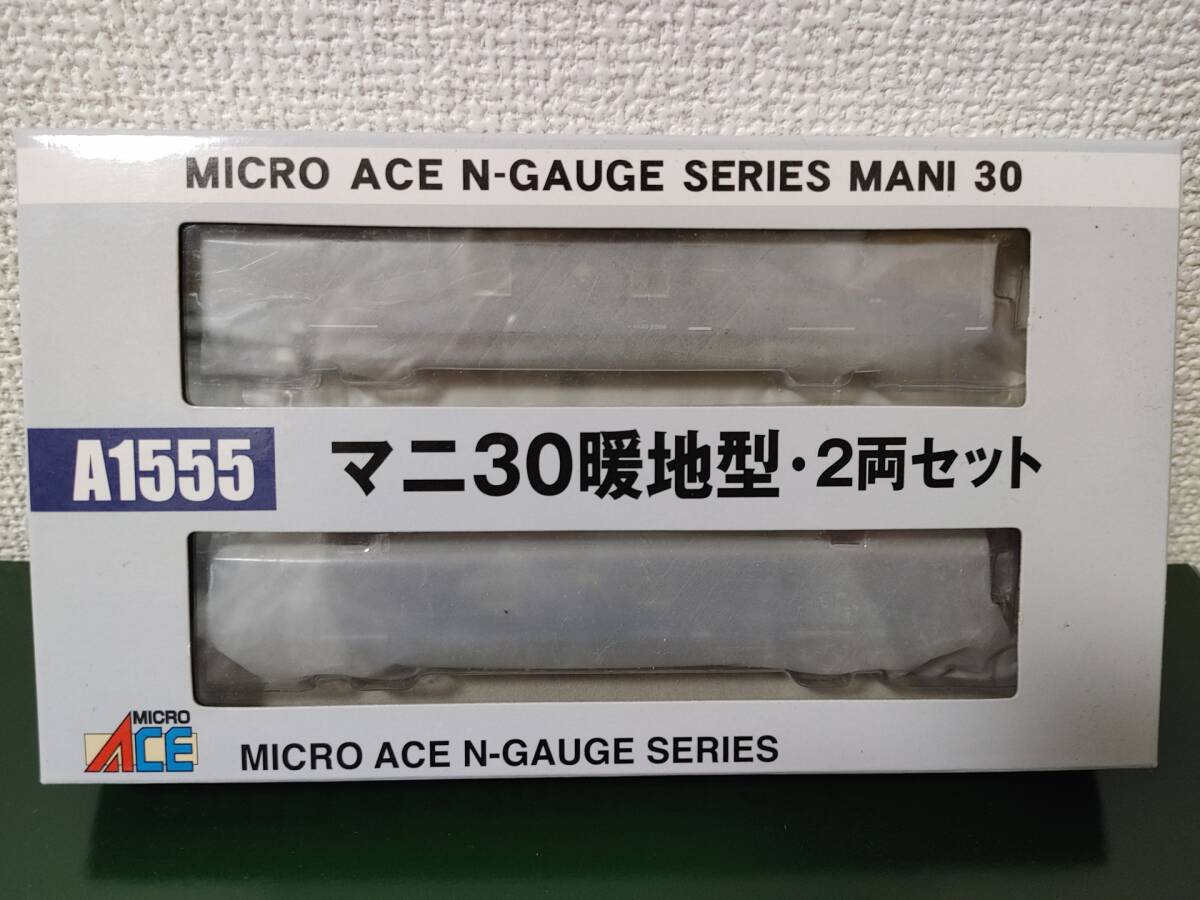 MICRO ACE N-GAUGE SERIES MANI 30
A1555
マニ30暖地型・2両セット
MICRO
ACE
MICRO ACE N-GAUGE SERIES